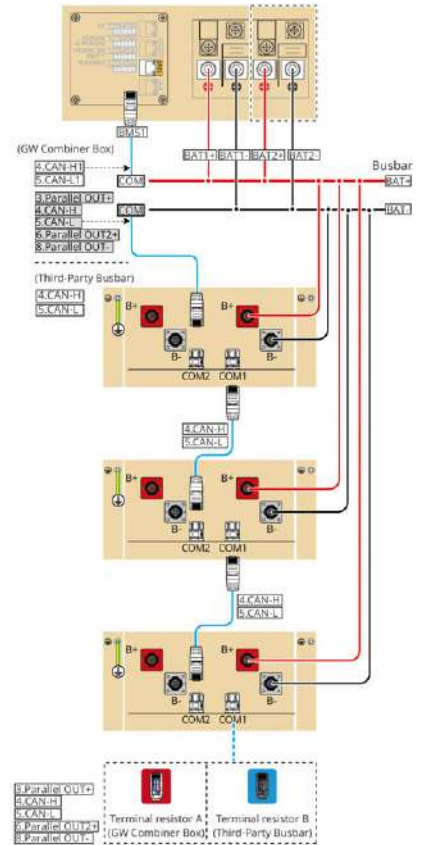 BMS1
BAT1+
BAT1-
BAT2+
BAT2-
(GW Combiner Box)
4.CAN-H1
5.CAN-L1
COM
Busbar
BAT+
3.Parallel OUT+
4.CAN-H
5.CAN-L
6.Parallel OUT2+
8.Parallel OUT-
COM
BAT-
(Third-Party Busbar)
4.CAN-H
5.CAN-L
B+
B+
B-
B-
COM2
COM1
4.CAN-H
5.CAN-L
B+
B+
B-
B-
COM2
COM1
4.CAN-H
5.CAN-L
B+
B+
B-
B-
COM2
COM1
3.Parallel OUT+
4.CAN-H
5.CAN-L
6.Parallel OUT2+
8.Parallel OUT-
Terminal resistor A
(GW Combiner Box)
Terminal resistor B
(Third-Party Busbar)